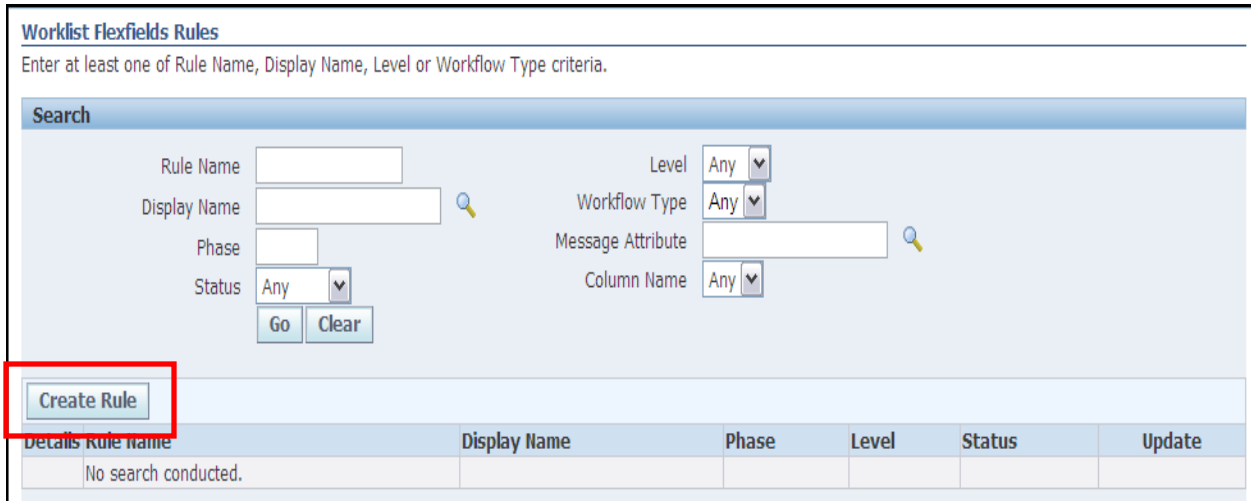 Worklist Flexfields Rules
Enter at least one of Rule Name, Display Name, Level or Workflow Type criteria.
Search
Rule Name
Level Any
Display Name
Workflow Type Any
Phase
Message Attribute
Status Any
Column Name Any
Go Clear
Create Rule
Details Rule Name Display Name Phase Level Status Update
No search conducted.